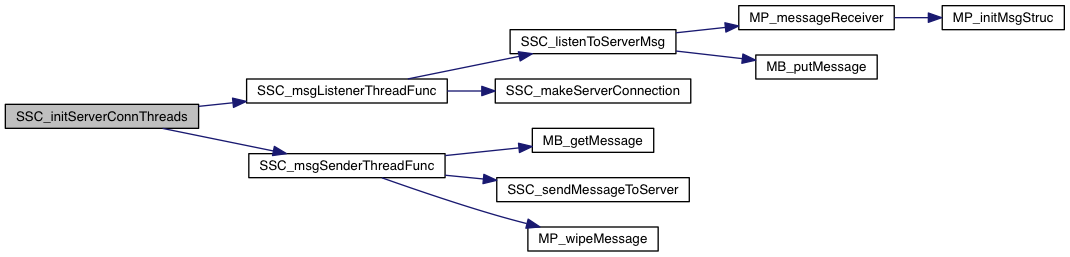 SSC_initServerConnThreads
SSC_msgListenerThreadFunc
SSC_listenToServerMsg
MP_messageReceiver
MP_initMsgStruc
MB_putMessage
SSC_makeServerConnection
SSC_msgSenderThreadFunc
MB_getMessage
SSC_sendMessageToServer
MP_wipeMessage